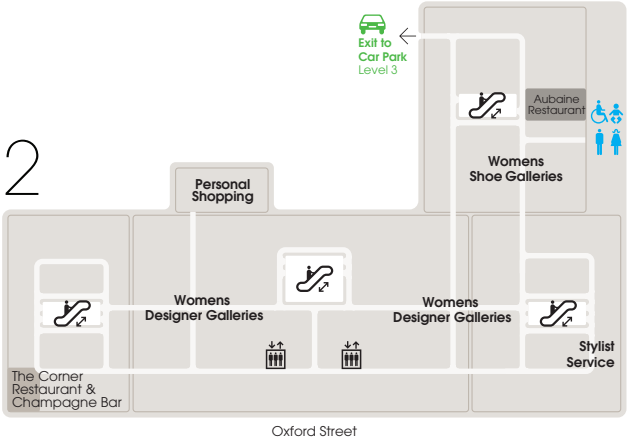 Exit to
Car Park
Level 3
Aubaine
Restaurant
2
Womens
Shoe Galleries
Personal
Shopping
Womens
Designer Galleries
Womens
Designer Galleries
Stylist
Service
The Corner
Restaurant &
Champagne Bar
Oxford Street